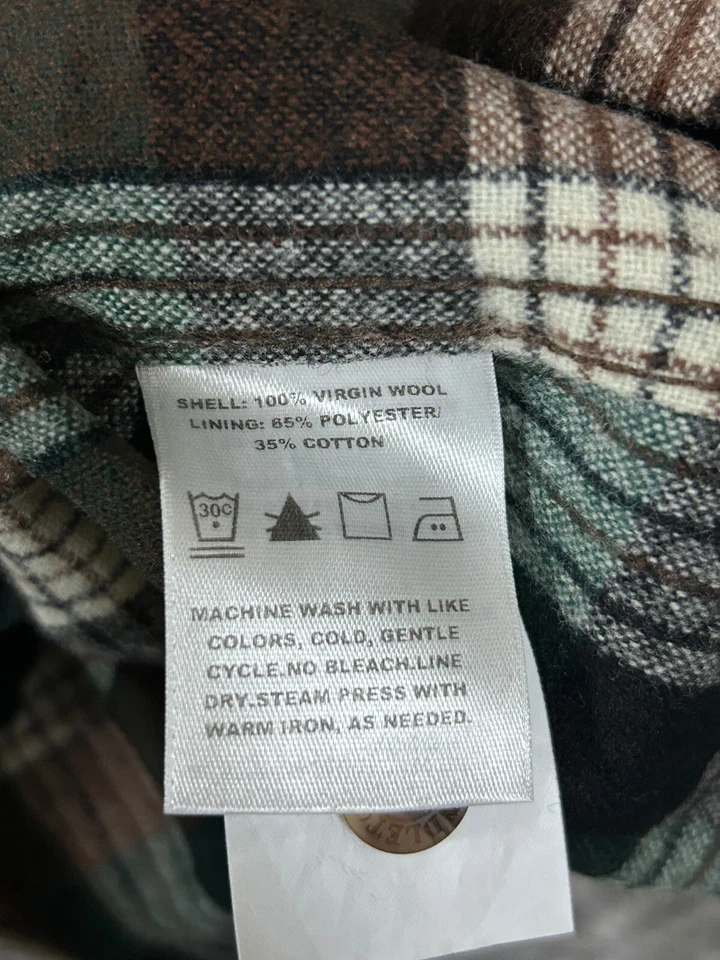 SHELL: 100% VIRGIN WOOL
LINING: 65% POLYESTER/
35% COTTON
30C
MACHINE WASH WITH LIKE
COLORS, COLD, GENTLE
CYCLE.NO BLEACH.LINE
DRY.STEAM PRESS WITH
WARM IRON, AS NEEDED.